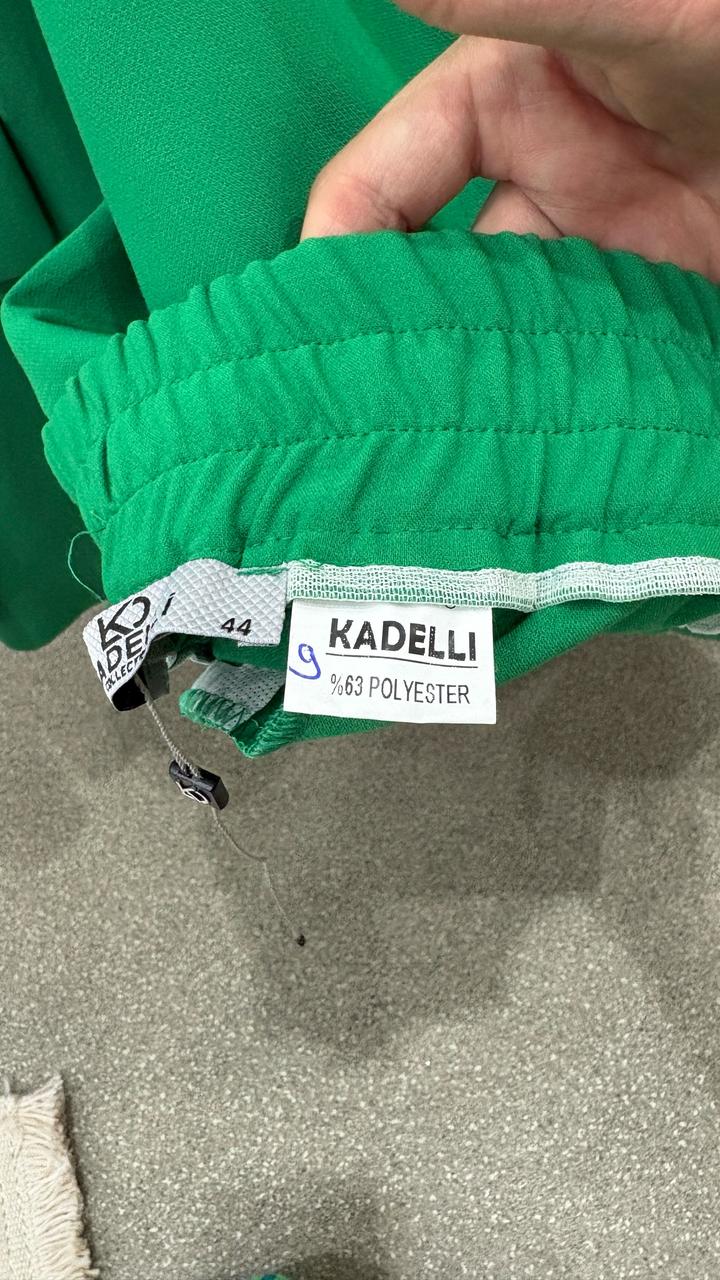 44
KADELLI
9
%63 POLYESTER